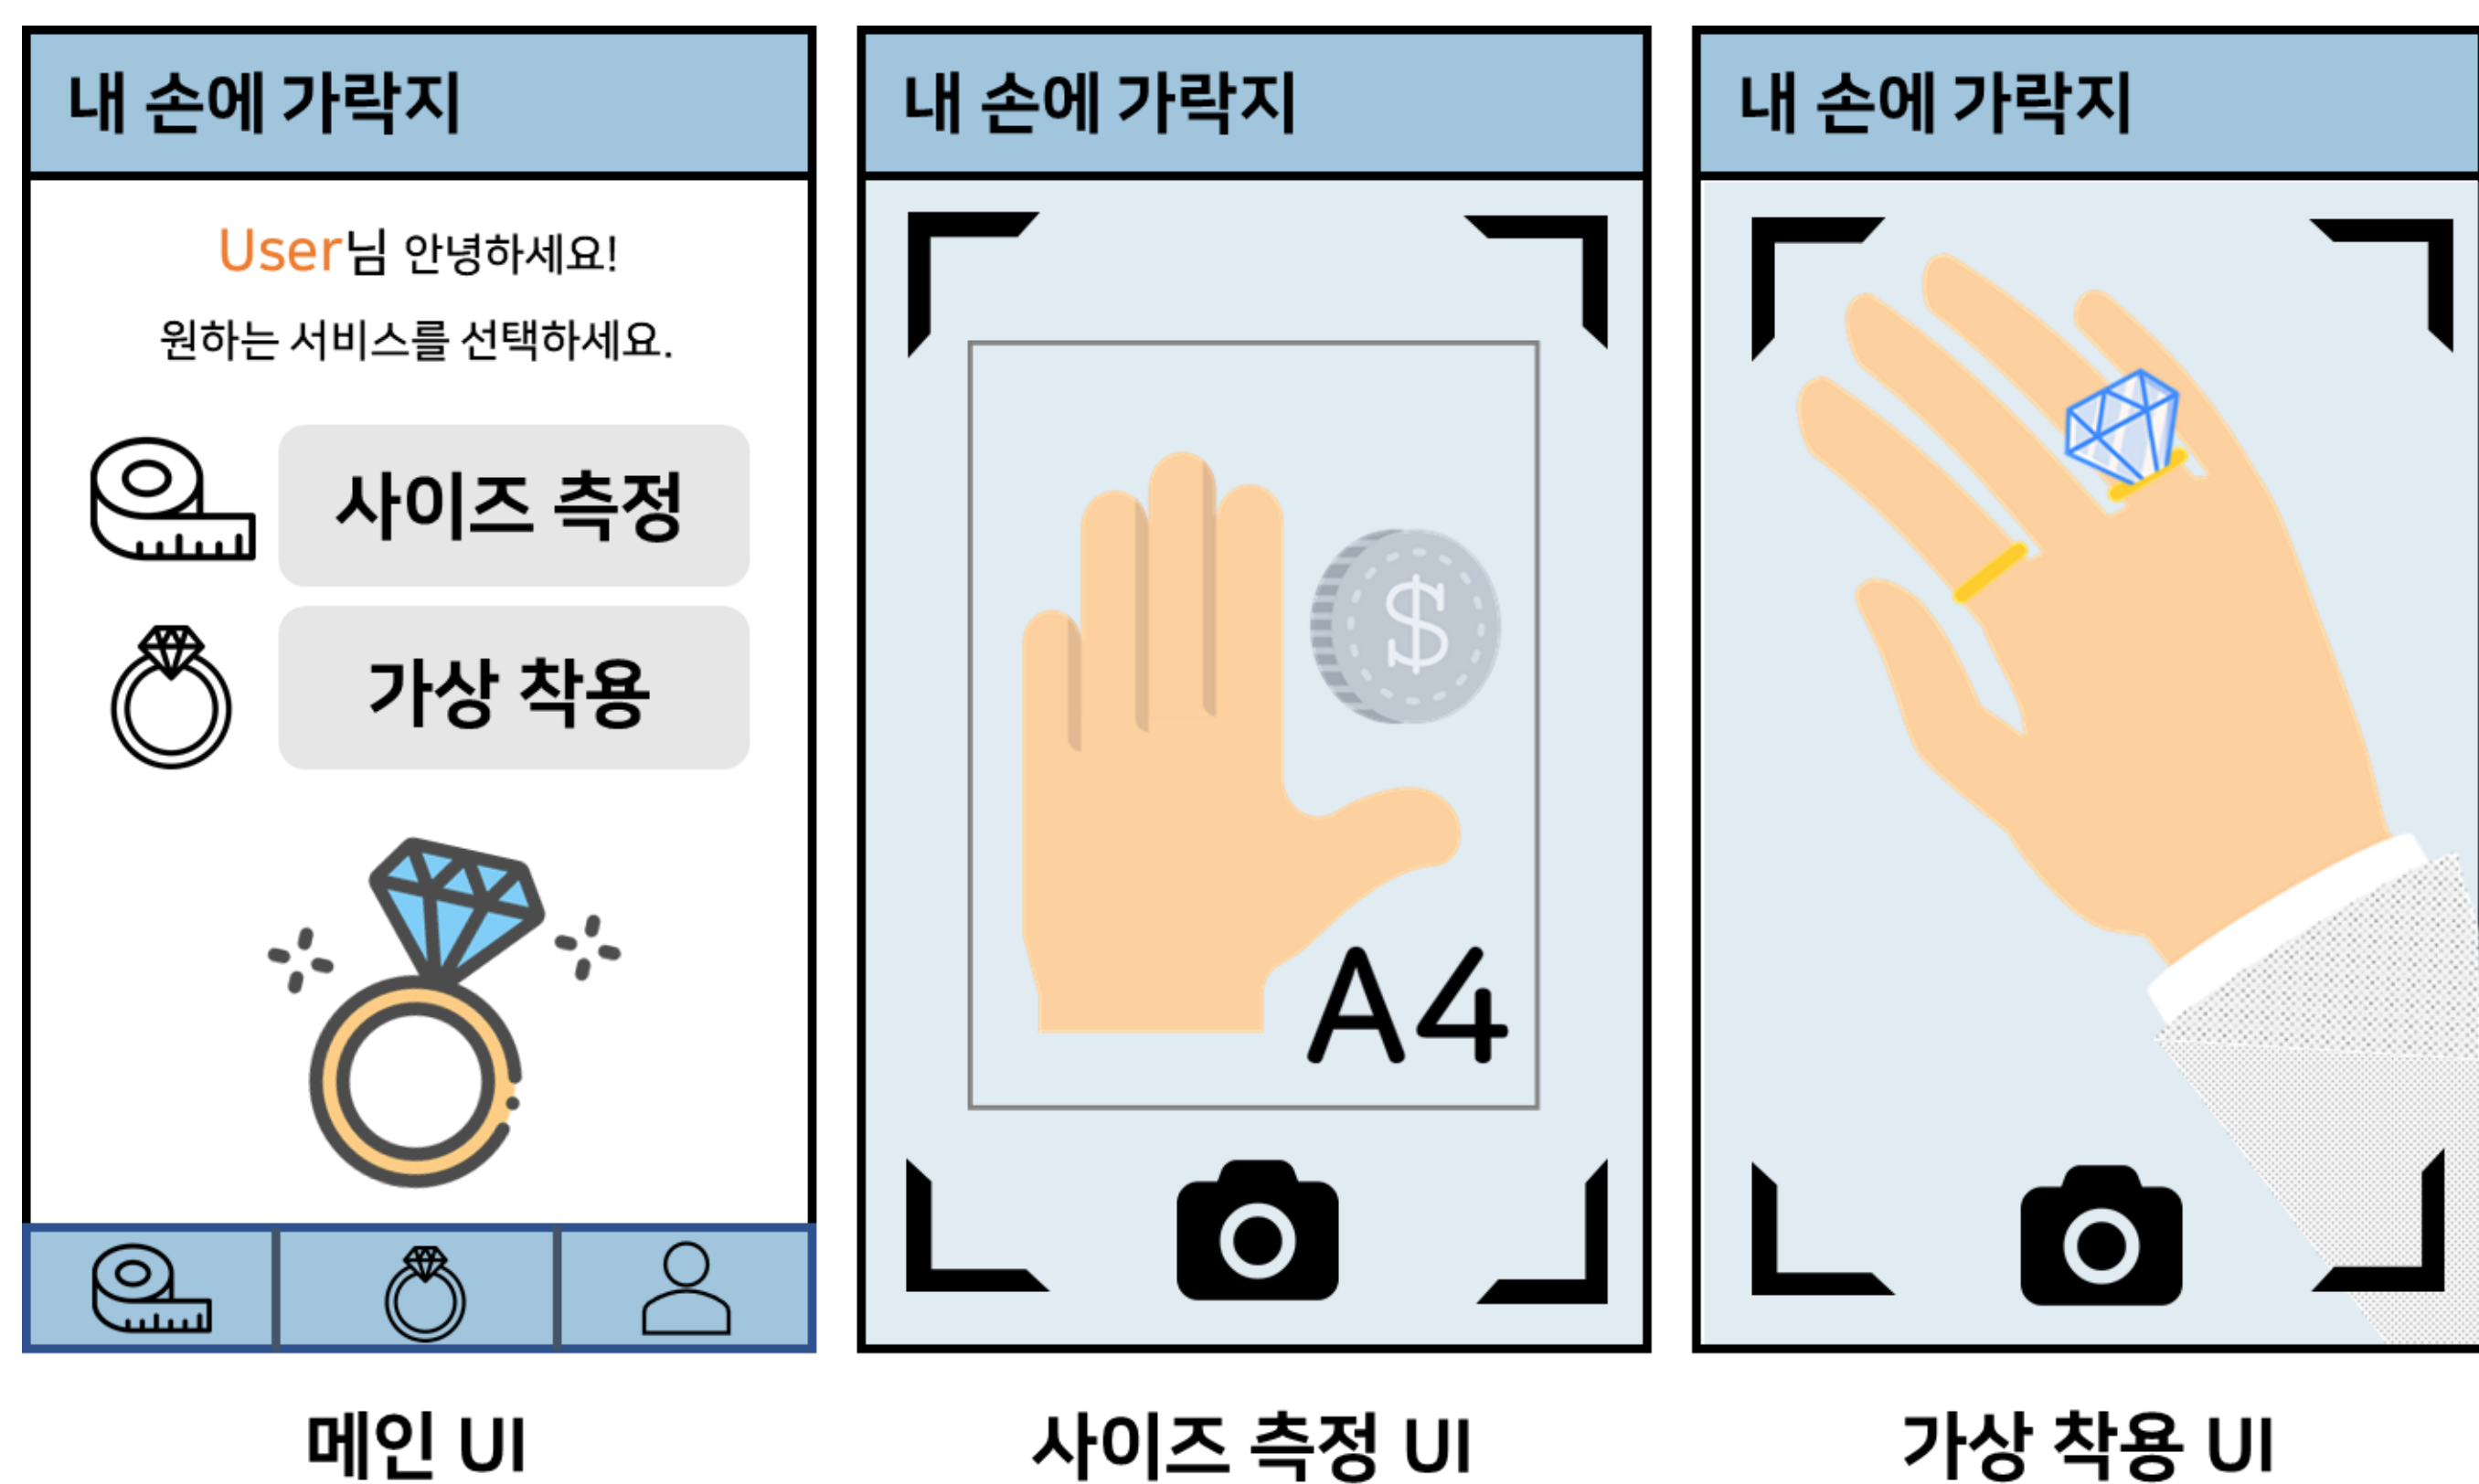 내 손에 가락지
User님 안녕하세요!
원하는 서비스를 선택하세요.
사이즈 측정
가상 착용
메인 UI
내 손에 가락지
$
A4
사이즈 측정 UI
내 손에 가락지
가상 착용 UI